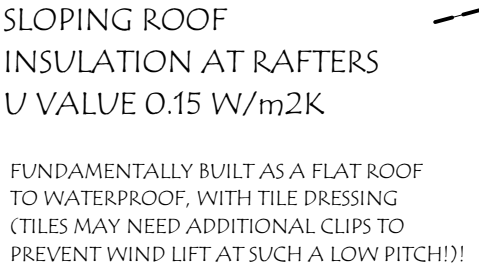 SLOPING ROOF
INSULATION AT RAFTERS
U VALUE 0.15 W/m2K
FUNDAMENTALLY BUILT AS A FLAT ROOF
TO WATERPROOF, WITH TILE DRESSING
(TILES MAY NEED ADDITIONAL CLIPS TO
PREVENT WIND LIFT AT SUCH A LOW PITCH!)!